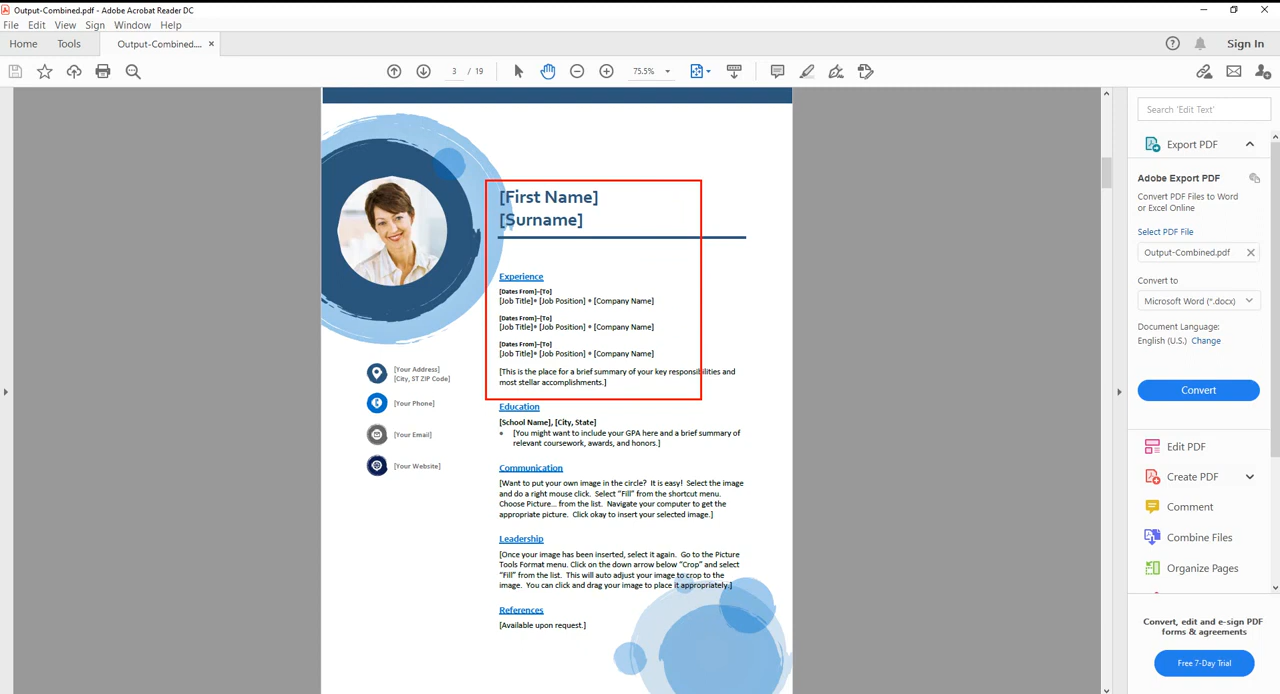 Output-Combined.pdf - Adobe Acrobat Reader DC
File Edit View Sign Window Help
Home Tools Output-Combined.... × Sign In
3 / 19 75.5%
[First Name]
[Surname]
Experience
[Dates From]–[To]
[Job Title]• [Job Position] • [Company Name]
[Dates From]–[To]
[Job Title]• [Job Position] • [Company Name]
[Dates From]–[To]
[Job Title]• [Job Position] • [Company Name]
[This is the place for a brief summary of your key responsibilities and
most stellar accomplishments.]
[Your Address]
[City, ST ZIP Code]
[Your Phone]
[Your Email]
[Your Website]
Education
[School Name], [City, State]
• [You might want to include your GPA here and a brief summary of
relevant coursework, awards, and honors.]
Communication
[Want to put your own image in the circle?  It is easy!  Select the image
and do a right mouse click.  Select “Fill” from the shortcut menu.
Choose Picture... from the list.  Navigate your computer to get the
appropriate picture.  Click okay to insert your selected image.]
Leadership
[Once your image has been inserted, select it again.  Go to the Picture
Tools Format menu. Click on the down arrow below “Crop” and select
“Fill” from the list.  This will auto adjust your image to crop to the
image.  You can click and drag your image to place it appropriately.]
References
[Available upon request.]
Search 'Edit Text'
Export PDF
Adobe Export PDF
Convert PDF Files to Word
or Excel Online
Select PDF File
Output-Combined.pdf
Convert to
Microsoft Word (*.docx)
Document Language:
English (U.S.) Change
Convert
Edit PDF
Create PDF
Comment
Combine Files
Organize Pages
Convert, edit and e-sign PDF
forms & agreements
Free 7-Day Trial